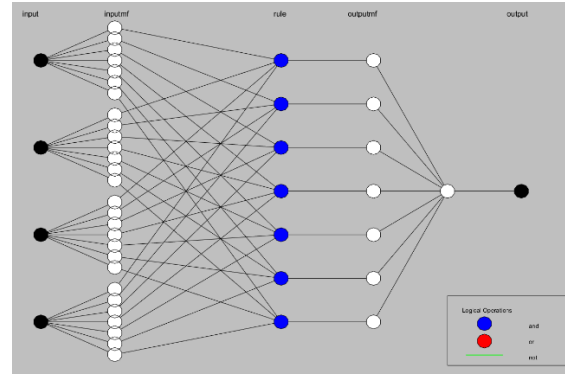 input inputmf rule outputmf output
Logical Operations
and
or
not